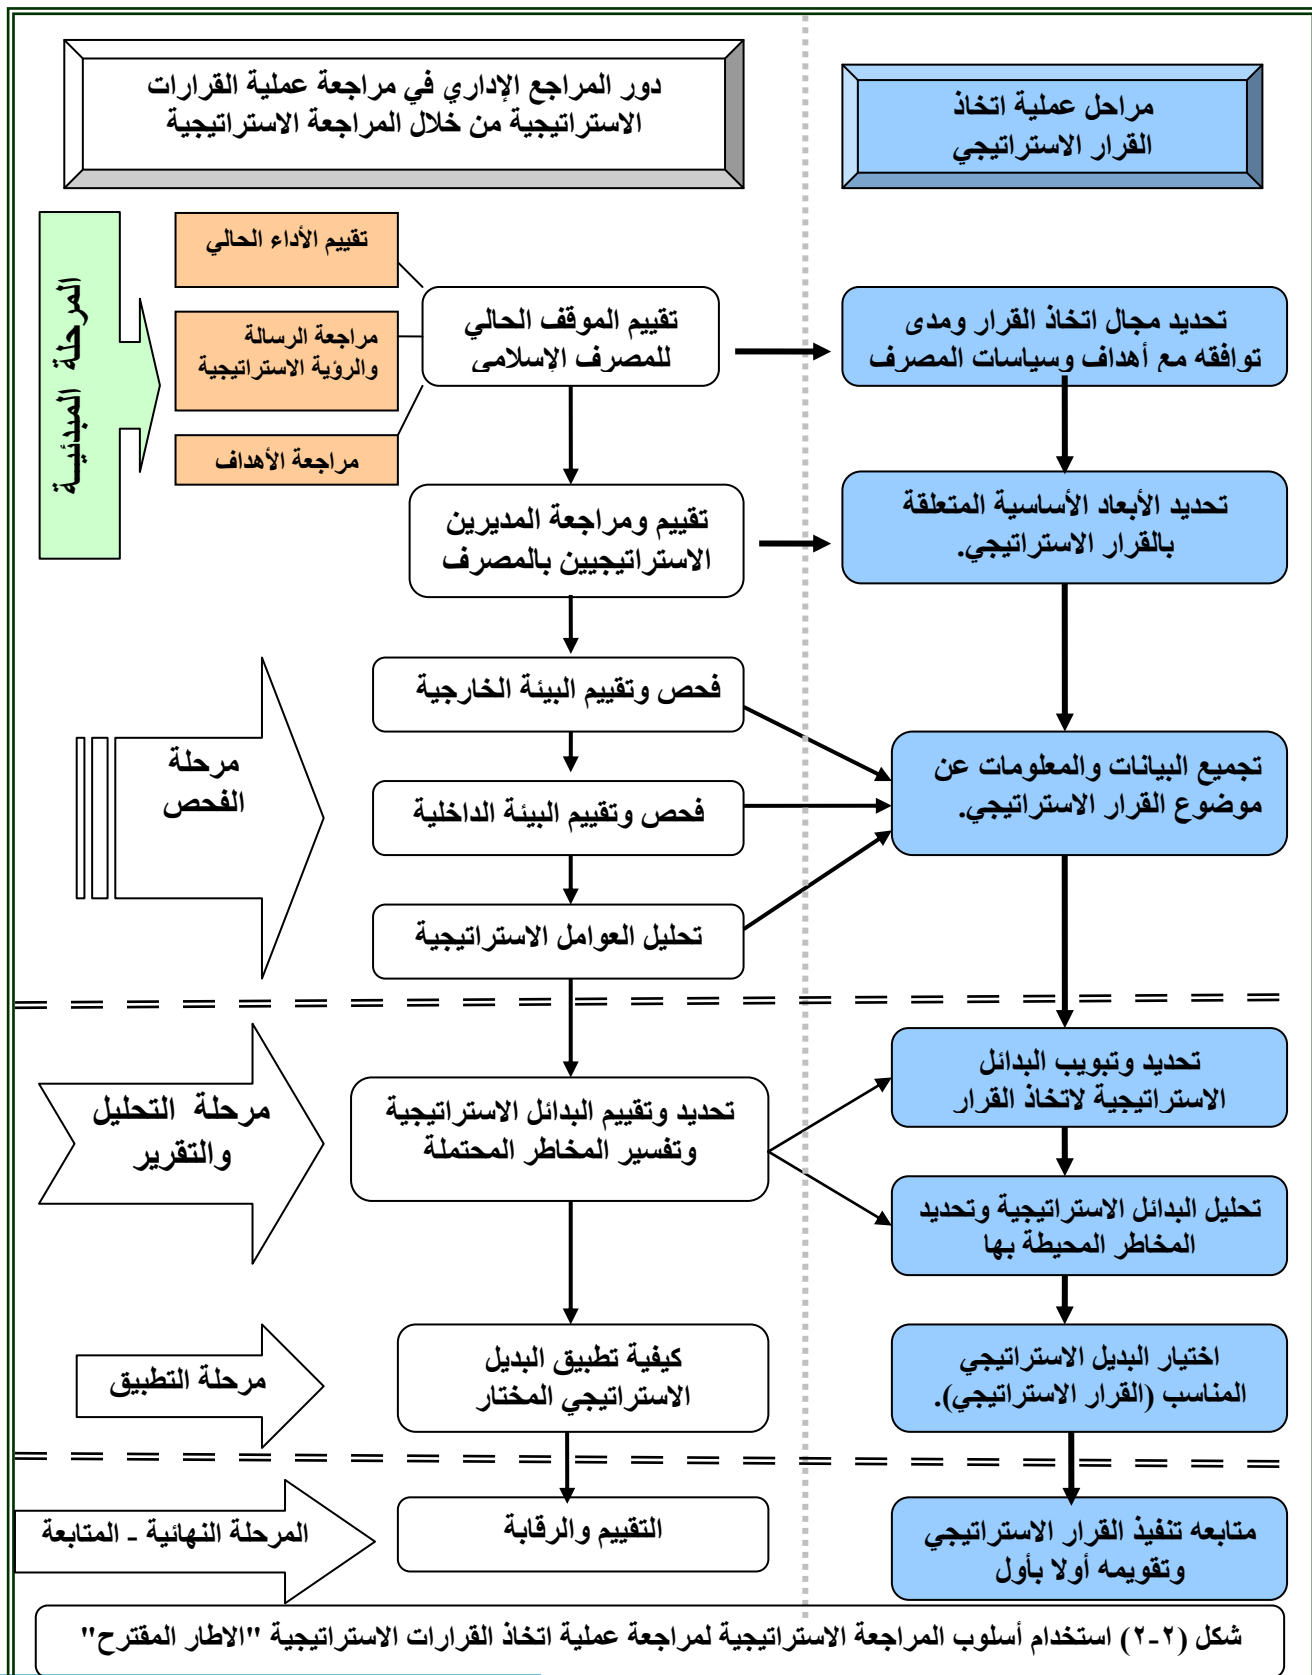 مراحل عملية اتخاذ
القرار الاستراتيجي
دور المراجع الإداري في مراجعة عملية القرارات
الاستراتيجية من خلال المراجعة الاستراتيجية
تحديد مجال اتخاذ القرار ومدى
توافقه مع أهداف وسياسات المصرف
تقييم الموقف الحالي
للمصرف الإسلامي
تقييم الأداء الحالي
مراجعة الرسالة
والرؤية الاستراتيجية
مراجعة الأهداف
المرحلة المبدئيــة
تحديد الأبعاد الأساسية المتعلقة
بالقرار الاستراتيجي.
تقييم ومراجعة المديرين
الاستراتيجيين بالمصرف
تجميع البيانات والمعلومات عن
موضوع القرار الاستراتيجي.
فحص وتقييم البيئة الخارجية
فحص وتقييم البيئة الداخلية
تحليل العوامل الاستراتيجية
مرحلة
الفحص
تحديد وتبويب البدائل
الاستراتيجية لاتخاذ القرار
تحليل البدائل الاستراتيجية وتحديد
المخاطر المحيطة بها
تحديد وتقييم البدائل الاستراتيجية
وتفسير المخاطر المحتملة
مرحلة التحليل
والتقرير
اختيار البديل الاستراتيجي
المناسب (القرار الاستراتيجي).
كيفية تطبيق البديل
الاستراتيجي المختار
مرحلة التطبيق
متابعه تنفيذ القرار الاستراتيجي
وتقويمه أولا بأول
التقييم والرقابة
المرحلة النهائية - المتابعة
شكل (٢-٢) استخدام أسلوب المراجعة الاستراتيجية لمراجعة عملية اتخاذ القرارات الاستراتيجية "الاطار المقترح"